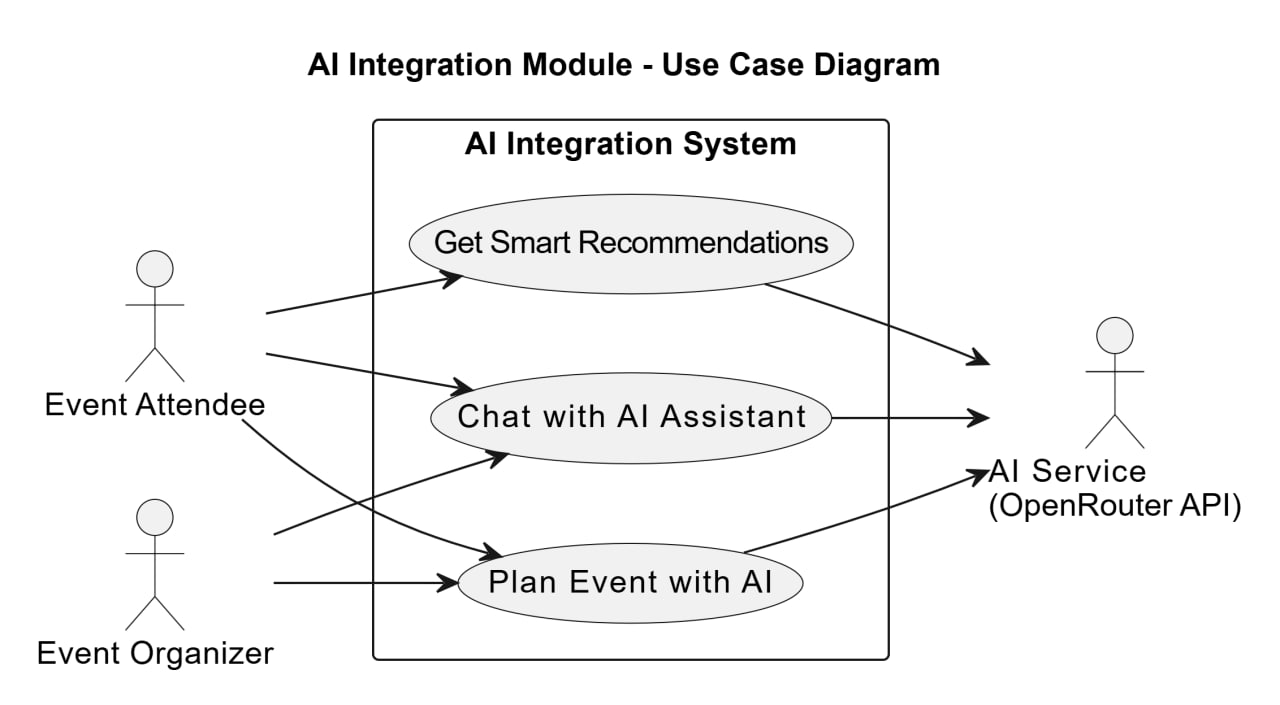 AI Integration Module - Use Case Diagram
AI Integration System
Get Smart Recommendations
Event Attendee
Chat with AI Assistant
AI Service
(OpenRouter API)
Plan Event with AI
Event Organizer